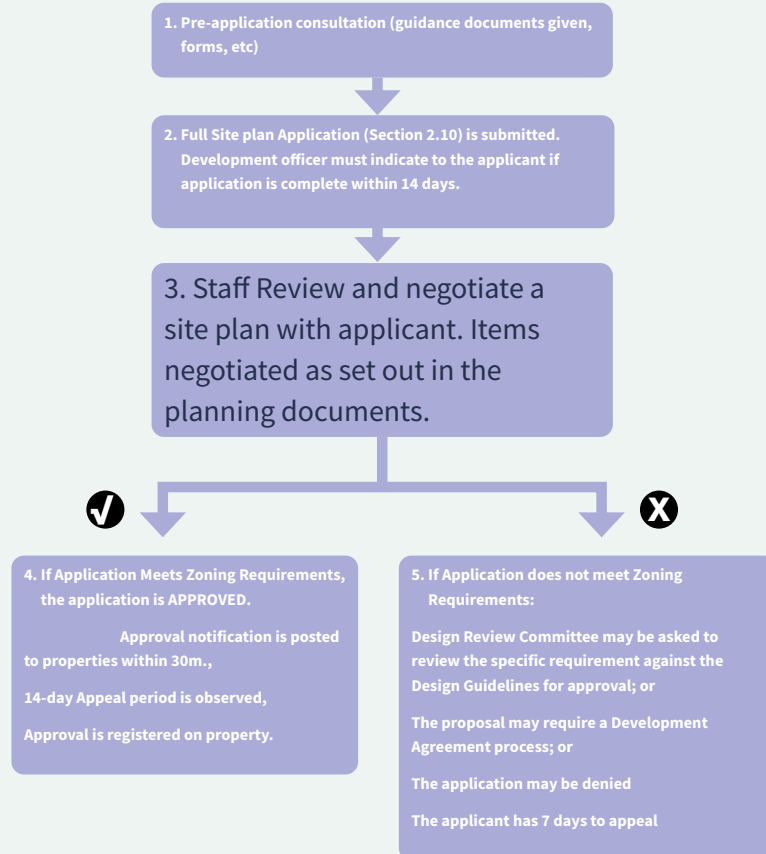 1. Pre-application consultation (guidance documents given,
forms, etc)
2. Full Site plan Application (Section 2.10) is submitted.
Development officer must indicate to the applicant if
application is complete within 14 days.
3. Staff Review and negotiate a
site plan with applicant. Items
negotiated as set out in the
planning documents.
√
X
4. If Application Meets Zoning Requirements,
the application is APPROVED.
Approval notification is posted
to properties within 30m.,
14-day Appeal period is observed,
Approval is registered on property.
5. If Application does not meet Zoning
Requirements:
Design Review Committee may be asked to
review the specific requirement against the
Design Guidelines for approval; or
The proposal may require a Development
Agreement process; or
The application may be denied
The applicant has 7 days to appeal